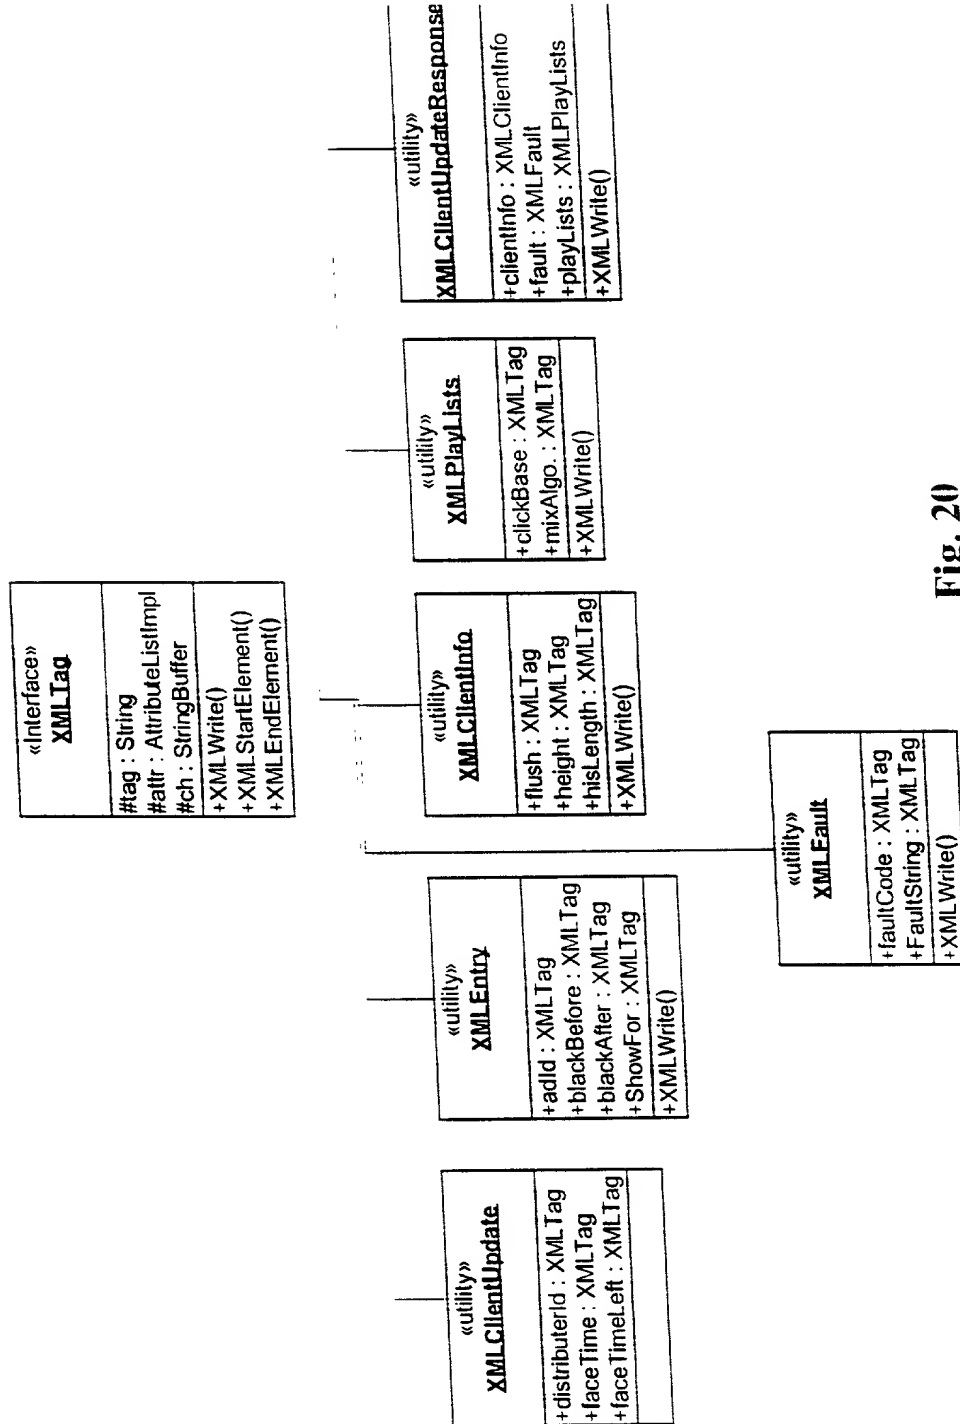 «Interface»
XMLTag
#tag : String
#attr : AttributeListImpl
#ch : StringBuffer
+XMLWrite()
+XMLStartElement()
+XMLEndElement()
«utility»
XMLClientUpdate
+distributerId : XMLTag
+faceTime : XMLTag
+faceTimeLeft : XMLTag
«utility»
XMLEntry
+adId : XMLTag
+blackBefore : XMLTag
+blackAfter : XMLTag
+ShowFor : XMLTag
+XMLWrite()
«utility»
XMLClientInfo
+flush : XMLTag
+height : XMLTag
+hisLength : XMLTag
+XMLWrite()
«utility»
XMLPlayLists
+clickBase : XMLTag
+mixAlgo. : XMLTag
+XMLWrite()
«utility»
XMLClientUpdateResponse
+clientInfo : XMLClientInfo
+fault : XMLFault
+playLists : XMLPlayLists
+XMLWrite()
«utility»
XMLFault
+faultCode : XMLTag
+FaultString : XMLTag
+XMLWrite()
Fig. 20